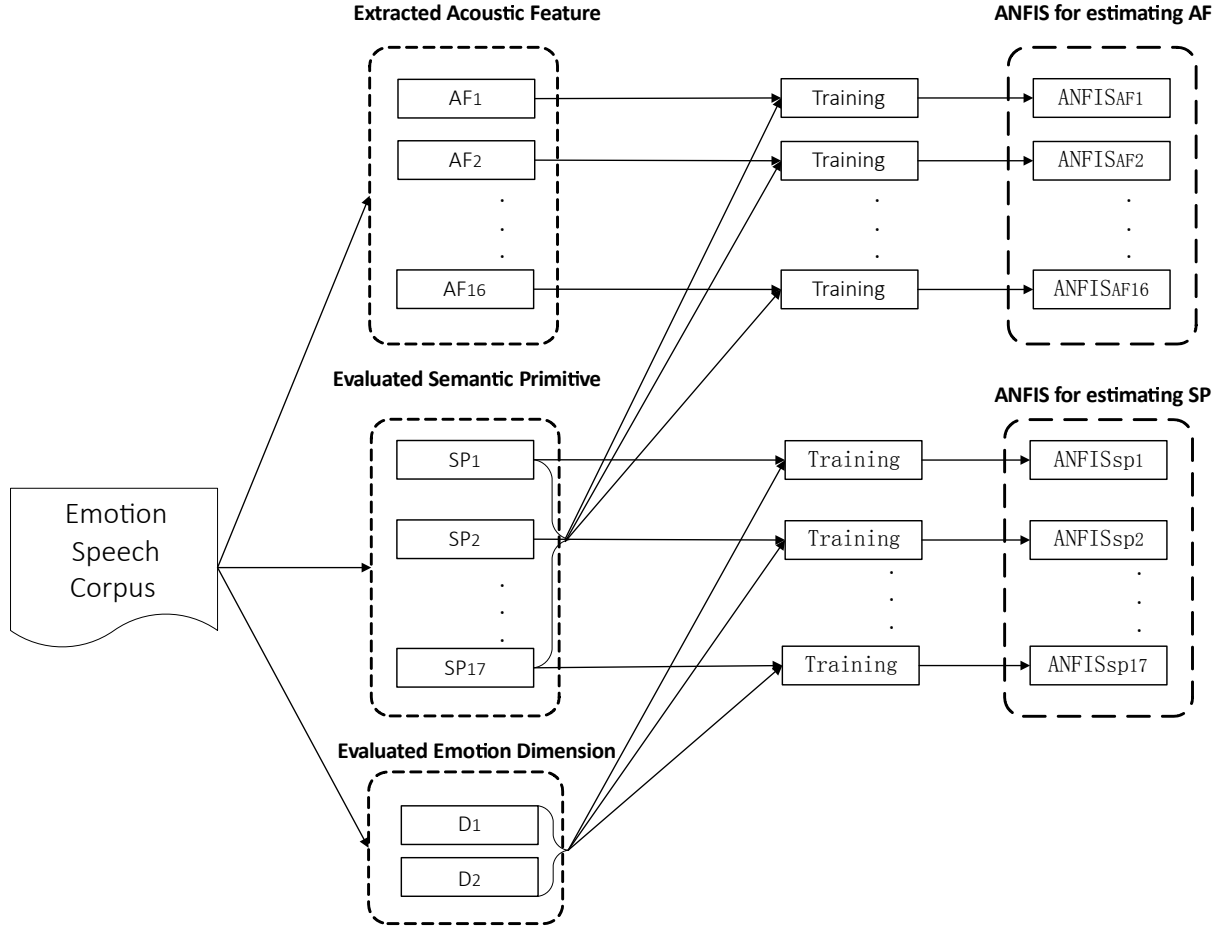 Extracted Acoustic Feature
ANFIS for estimating AF
AF1
Training
ANFISAF1
AF2
Training
ANFISAF2
AF16
Training
ANFISAF16
Evaluated Semantic Primitive
ANFIS for estimating SP
SP1
Training
ANFISsp1
Emotion
Speech
Corpus
SP2
Training
ANFISsp2
SP17
Training
ANFISsp17
Evaluated Emotion Dimension
D1
D2